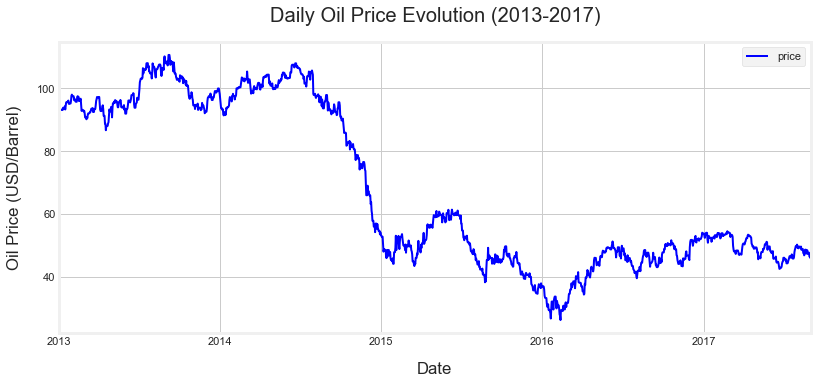 Daily Oil Price Evolution (2013-2017)
price
Oil Price (USD/Barrel)
100
80
60
40
2013 2014 2015 2016 2017
Date